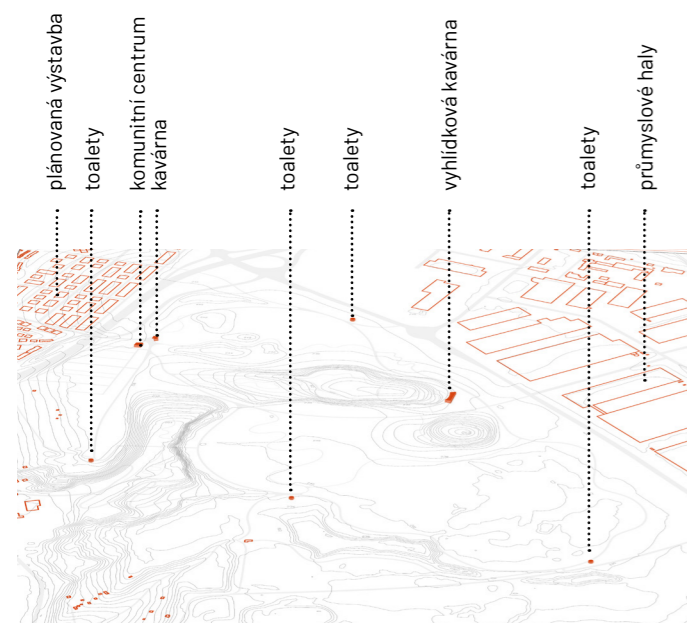 plánovaná výstavba
toalety
komunitní centrum
kavárna
toalety
toalety
vyhlídková kavárna
toalety
průmyslové haly